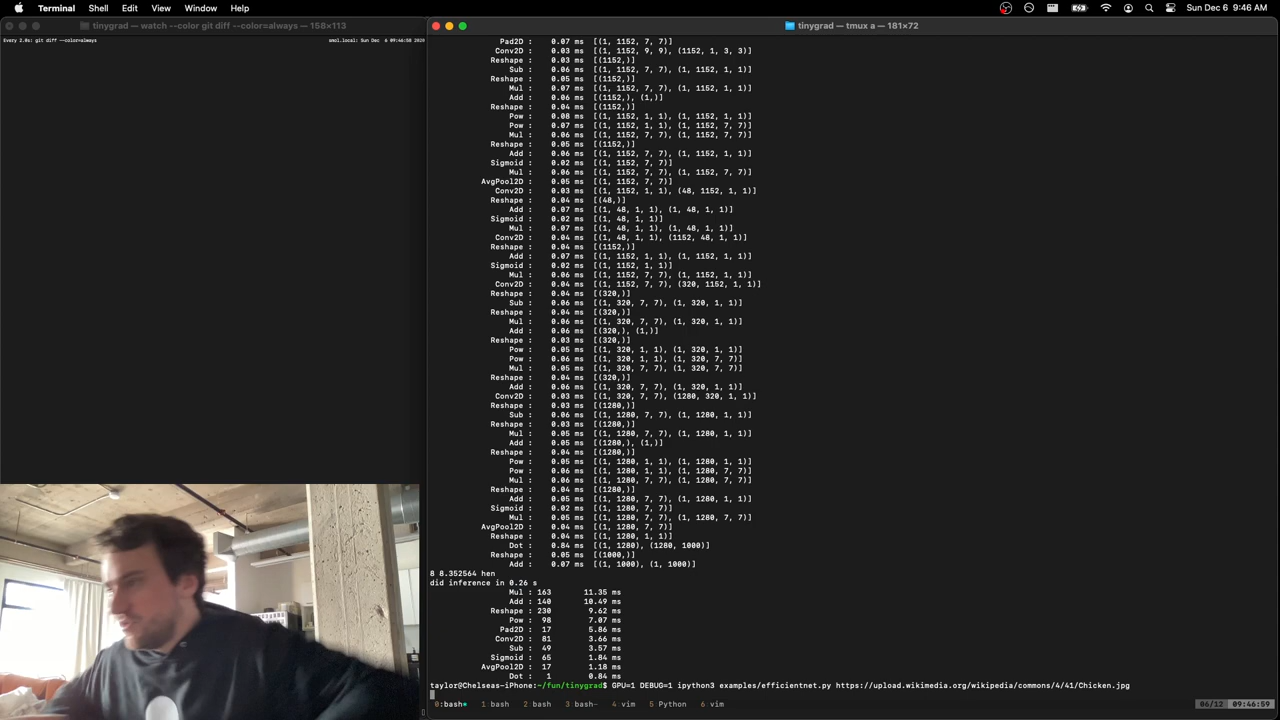 Terminal Shell Edit View Window Help Sun Dec 6 9:46 AM
tinygrad — watch --color git diff --color=always — 158×113
tinygrad — tmux a — 181×72
Every 2.0s: git diff --color=always smol.local: Sun Dec 6 09:46:58 2020
Pad2D : 0.07 ms [(1, 1152, 7, 7)]
Conv2D : 0.03 ms [(1, 1152, 9, 9), (1152, 1, 3, 3)]
Reshape : 0.03 ms [(1152,)]
Sub : 0.06 ms [(1, 1152, 7, 7), (1, 1152, 1, 1)]
Reshape : 0.05 ms [(1152,)]
Mul : 0.07 ms [(1, 1152, 7, 7), (1, 1152, 1, 1)]
Add : 0.06 ms [(1152,), (1,)]
Reshape : 0.04 ms [(1152,)]
Pow : 0.08 ms [(1, 1152, 1, 1), (1, 1152, 1, 1)]
Pow : 0.07 ms [(1, 1152, 1, 1), (1, 1152, 7, 7)]
Mul : 0.06 ms [(1, 1152, 7, 7), (1, 1152, 7, 7)]
Reshape : 0.05 ms [(1152,)]
Add : 0.06 ms [(1, 1152, 7, 7), (1, 1152, 1, 1)]
Sigmoid : 0.02 ms [(1, 1152, 7, 7)]
Mul : 0.06 ms [(1, 1152, 7, 7), (1, 1152, 7, 7)]
AvgPool2D : 0.05 ms [(1, 1152, 7, 7)]
Conv2D : 0.03 ms [(1, 1152, 1, 1), (48, 1152, 1, 1)]
Reshape : 0.04 ms [(48,)]
Add : 0.07 ms [(1, 48, 1, 1), (1, 48, 1, 1)]
Sigmoid : 0.02 ms [(1, 48, 1, 1)]
Mul : 0.07 ms [(1, 48, 1, 1), (1, 48, 1, 1)]
Conv2D : 0.04 ms [(1, 48, 1, 1), (1152, 48, 1, 1)]
Reshape : 0.04 ms [(1152,)]
Add : 0.07 ms [(1, 1152, 1, 1), (1, 1152, 1, 1)]
Sigmoid : 0.02 ms [(1, 1152, 1, 1)]
Mul : 0.06 ms [(1, 1152, 7, 7), (1, 1152, 1, 1)]
Conv2D : 0.04 ms [(1, 1152, 7, 7), (320, 1152, 1, 1)]
Reshape : 0.04 ms [(320,)]
Sub : 0.06 ms [(1, 320, 7, 7), (1, 320, 1, 1)]
Reshape : 0.04 ms [(320,)]
Mul : 0.06 ms [(1, 320, 7, 7), (1, 320, 1, 1)]
Add : 0.06 ms [(320,), (1,)]
Reshape : 0.03 ms [(320,)]
Pow : 0.05 ms [(1, 320, 1, 1), (1, 320, 1, 1)]
Pow : 0.06 ms [(1, 320, 1, 1), (1, 320, 7, 7)]
Mul : 0.05 ms [(1, 320, 7, 7), (1, 320, 7, 7)]
Reshape : 0.04 ms [(320,)]
Add : 0.06 ms [(1, 320, 7, 7), (1, 320, 1, 1)]
Conv2D : 0.03 ms [(1, 320, 7, 7), (1280, 320, 1, 1)]
Reshape : 0.03 ms [(1280,)]
Sub : 0.06 ms [(1, 1280, 7, 7), (1, 1280, 1, 1)]
Reshape : 0.03 ms [(1280,)]
Mul : 0.05 ms [(1, 1280, 7, 7), (1, 1280, 1, 1)]
Add : 0.05 ms [(1280,), (1,)]
Reshape : 0.04 ms [(1280,)]
Pow : 0.05 ms [(1, 1280, 1, 1), (1, 1280, 1, 1)]
Pow : 0.06 ms [(1, 1280, 1, 1), (1, 1280, 7, 7)]
Mul : 0.06 ms [(1, 1280, 7, 7), (1, 1280, 7, 7)]
Reshape : 0.04 ms [(1280,)]
Add : 0.05 ms [(1, 1280, 7, 7), (1, 1280, 1, 1)]
Sigmoid : 0.02 ms [(1, 1280, 7, 7)]
Mul : 0.05 ms [(1, 1280, 7, 7), (1, 1280, 7, 7)]
AvgPool2D : 0.04 ms [(1, 1280, 7, 7)]
Reshape : 0.04 ms [(1, 1280, 1, 1)]
Dot : 0.84 ms [(1, 1280), (1280, 1000)]
Reshape : 0.05 ms [(1000,)]
Add : 0.07 ms [(1, 1000), (1, 1000)]
8 8.352564 hen
did inference in 0.26 s
Mul : 163 11.35 ms
Add : 140 10.49 ms
Reshape : 230 9.62 ms
Pow : 98 7.07 ms
Pad2D : 17 5.86 ms
Conv2D : 81 3.66 ms
Sub : 49 3.57 ms
Sigmoid : 65 1.84 ms
AvgPool2D : 17 1.18 ms
Dot : 1 0.84 ms
taylor@Chelseas-iPhone:~/fun/tinygrad$ GPU=1 DEBUG=1 ipython3 examples/efficientnet.py https://upload.wikimedia.org/wikipedia/commons/4/41/Chicken.jpg
0:bash* 1 bash 2 bash 3 bash- 4 vim 5 Python 6 vim 06/12 09:46:59